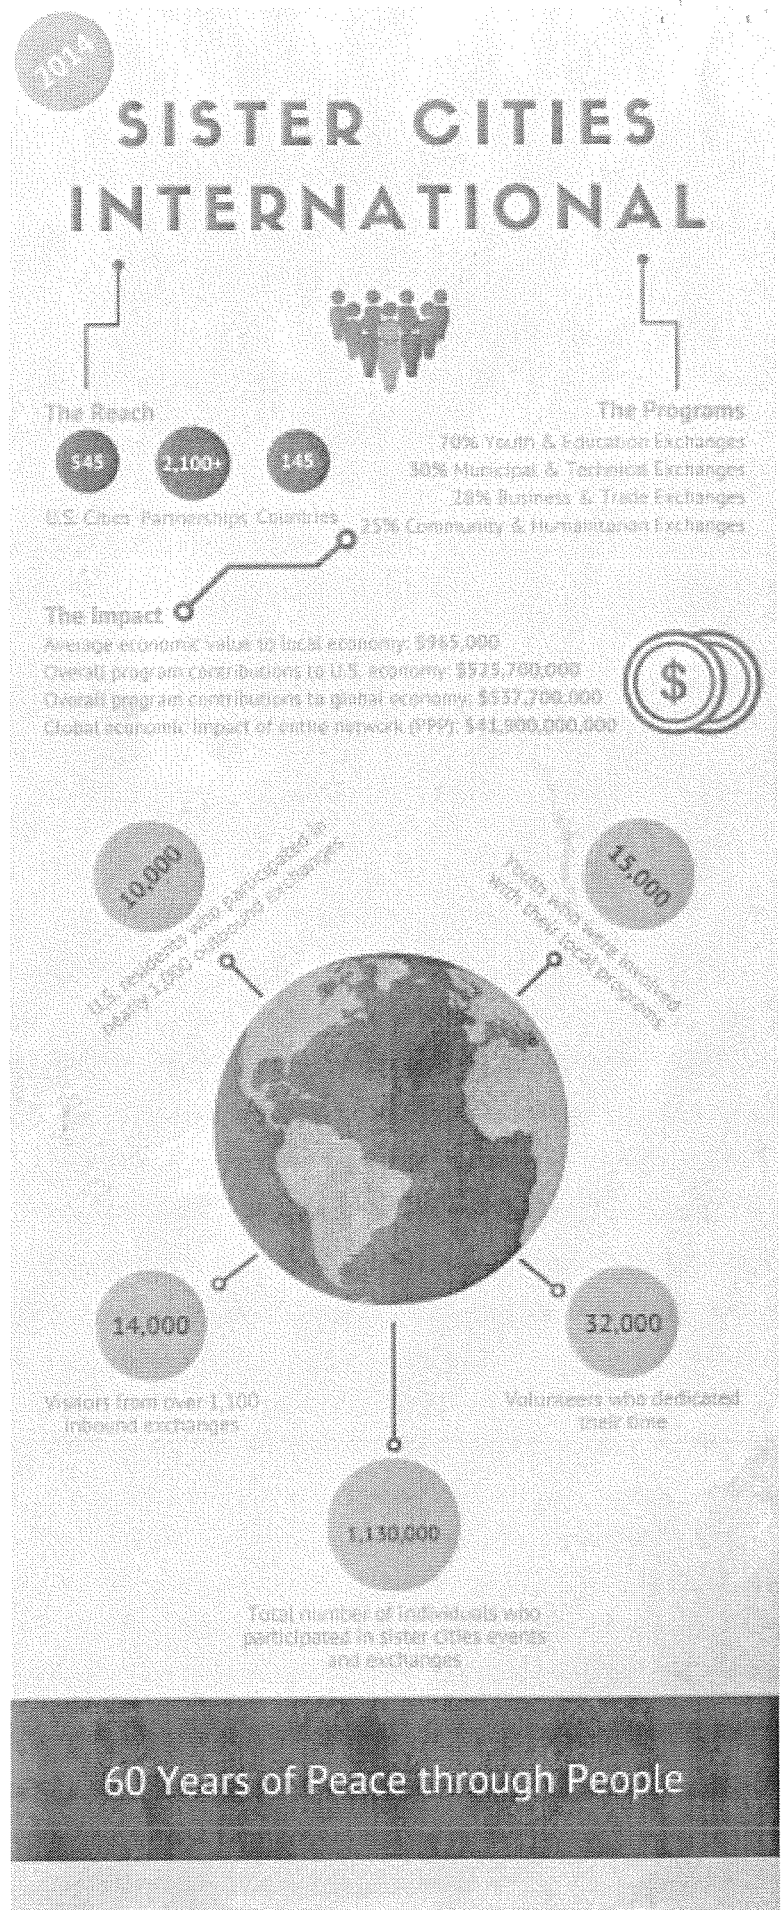 2014
SISTER CITIES
INTERNATIONAL
The Reach
545
2,100+
145
U.S. Cities Partnerships Countries
The Programs
70% Youth & Education Exchanges
30% Municipal & Technical Exchanges
28% Business & Trade Exchanges
25% Community & Humanitarian Exchanges
The Impact
Average economic value to local economy:
Overall program contributions to U.S. economy: $525,700,000
Overall program contributions to global economy: $537,700,000
Global economic impact of entire network (PPP): $41,900,000,000
$
10,000
U.S. residents who participated in
nearly 1,000 outbound exchanges
15,000
Youth who were involved
with their local programs
14,000
Visitors from over 1,100
inbound exchanges
32,000
Volunteers who dedicated
their time
1,130,000
Total number of individuals who
participated in sister cities events
and exchanges
60 Years of Peace through People